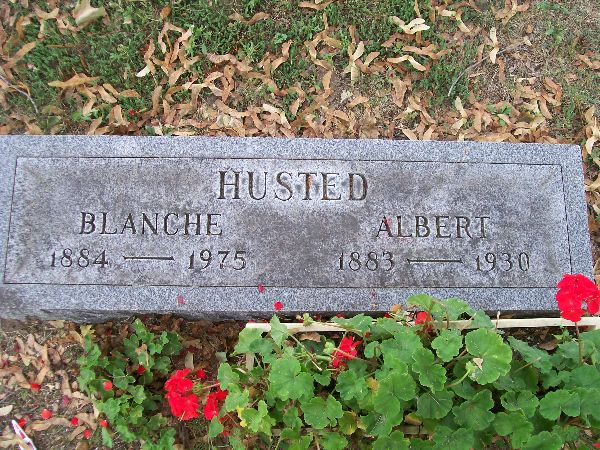 HUSTED
BLANCHE ALBERT
1884 — 1975 1883 — 1930